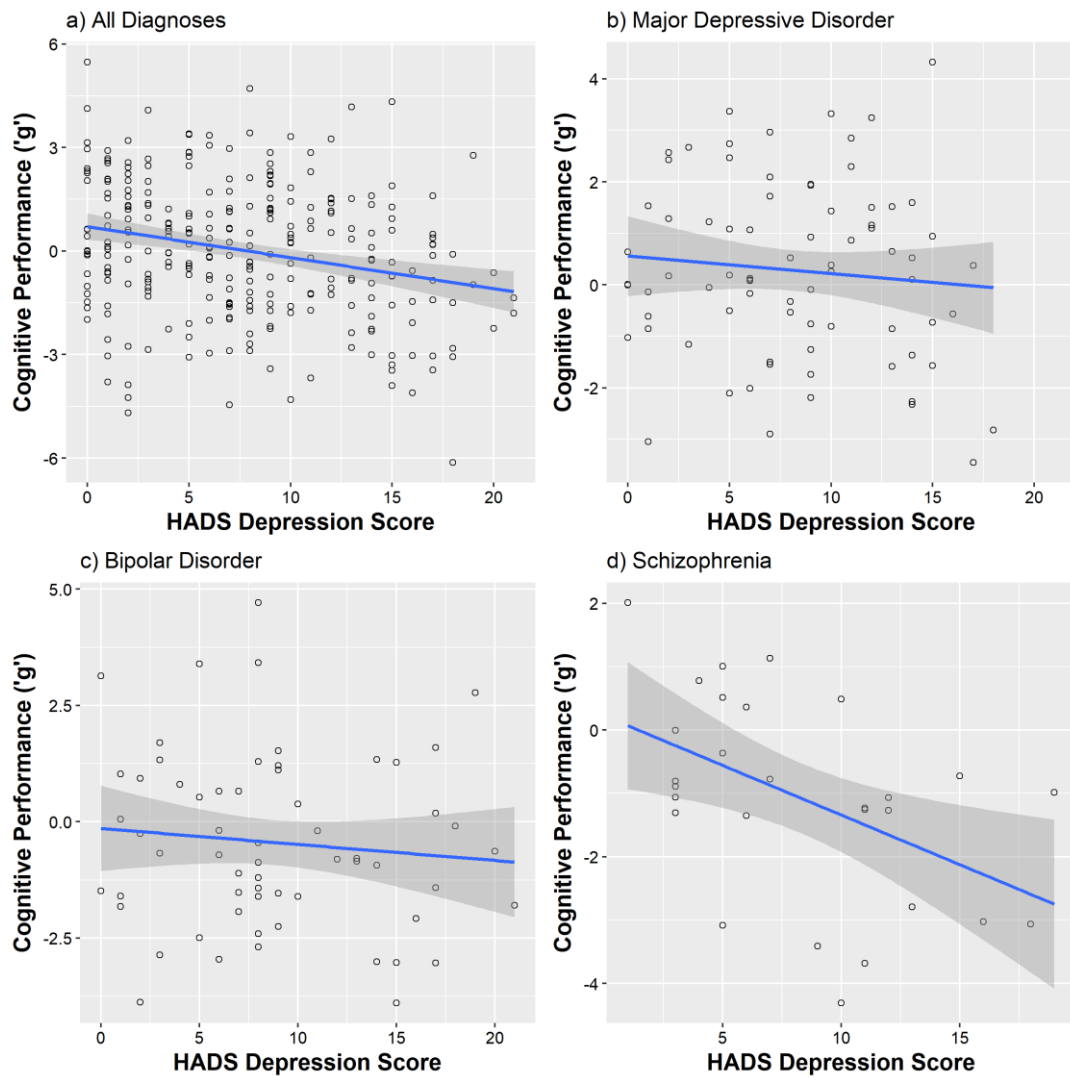 a) All Diagnoses
6
3
0
-3
-6
0
5
10
15
20
Cognitive Performance ('g')
HADS Depression Score
b) Major Depressive Disorder
4
2
0
-2
0
5
10
15
20
Cognitive Performance ('g')
HADS Depression Score
c) Bipolar Disorder
5.0
2.5
0.0
-2.5
0
5
10
15
20
Cognitive Performance ('g')
HADS Depression Score
d) Schizophrenia
2
0
-2
-4
5
10
15
Cognitive Performance ('g')
HADS Depression Score